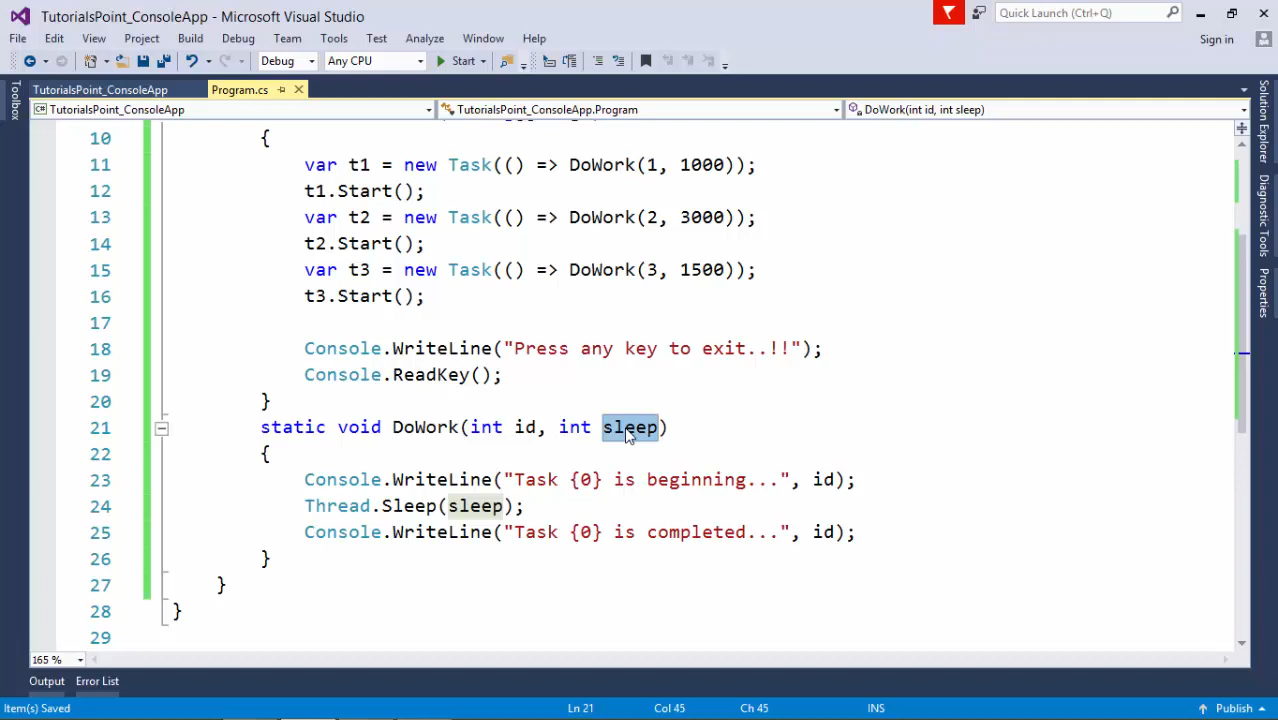 TutorialsPoint_ConsoleApp - Microsoft Visual Studio
Quick Launch (Ctrl+Q)
File Edit View Project Build Debug Team Tools Test Analyze Window Help
Sign in
Debug Any CPU Start
Toolbox
TutorialsPoint_ConsoleApp Program.cs
TutorialsPoint_ConsoleApp TutorialsPoint_ConsoleApp.Program DoWork(int id, int sleep)
Solution Explorer
Diagnostic Tools
Properties
10 {
11 var t1 = new Task(() => DoWork(1, 1000));
12 t1.Start();
13 var t2 = new Task(() => DoWork(2, 3000));
14 t2.Start();
15 var t3 = new Task(() => DoWork(3, 1500));
16 t3.Start();
17
18 Console.WriteLine("Press any key to exit..!!");
19 Console.ReadKey();
20 }
21 static void DoWork(int id, int sleep)
22 {
23 Console.WriteLine("Task {0} is beginning...", id);
24 Thread.Sleep(sleep);
25 Console.WriteLine("Task {0} is completed...", id);
26 }
27 }
28 }
29
165 %
Output Error List
Item(s) Saved Ln 21 Col 45 Ch 45 INS Publish